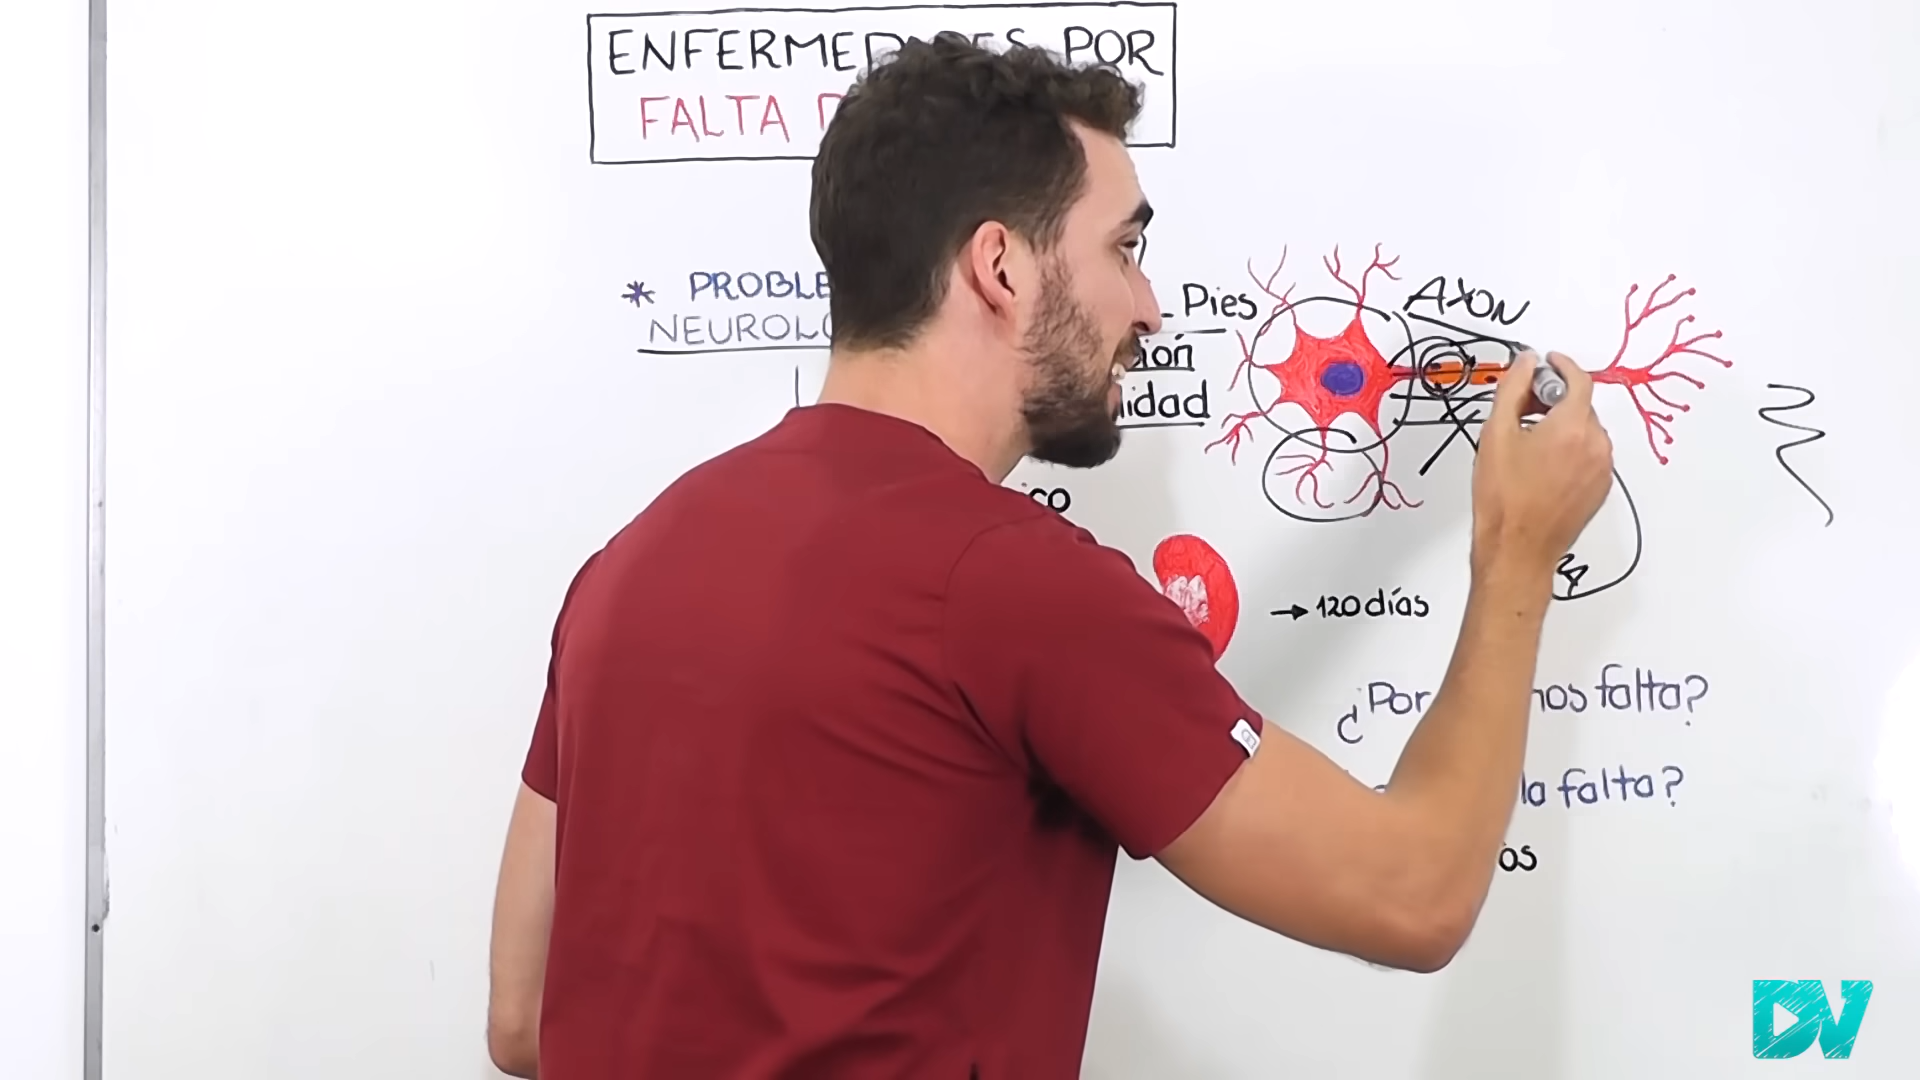 ENFERMEDADES POR
FALTA D
* PROBLE
NEUROLO
Pies
ión
lidad
AXON
co
→ 120 días
¿Por nos falta?
la falta?
os
DV